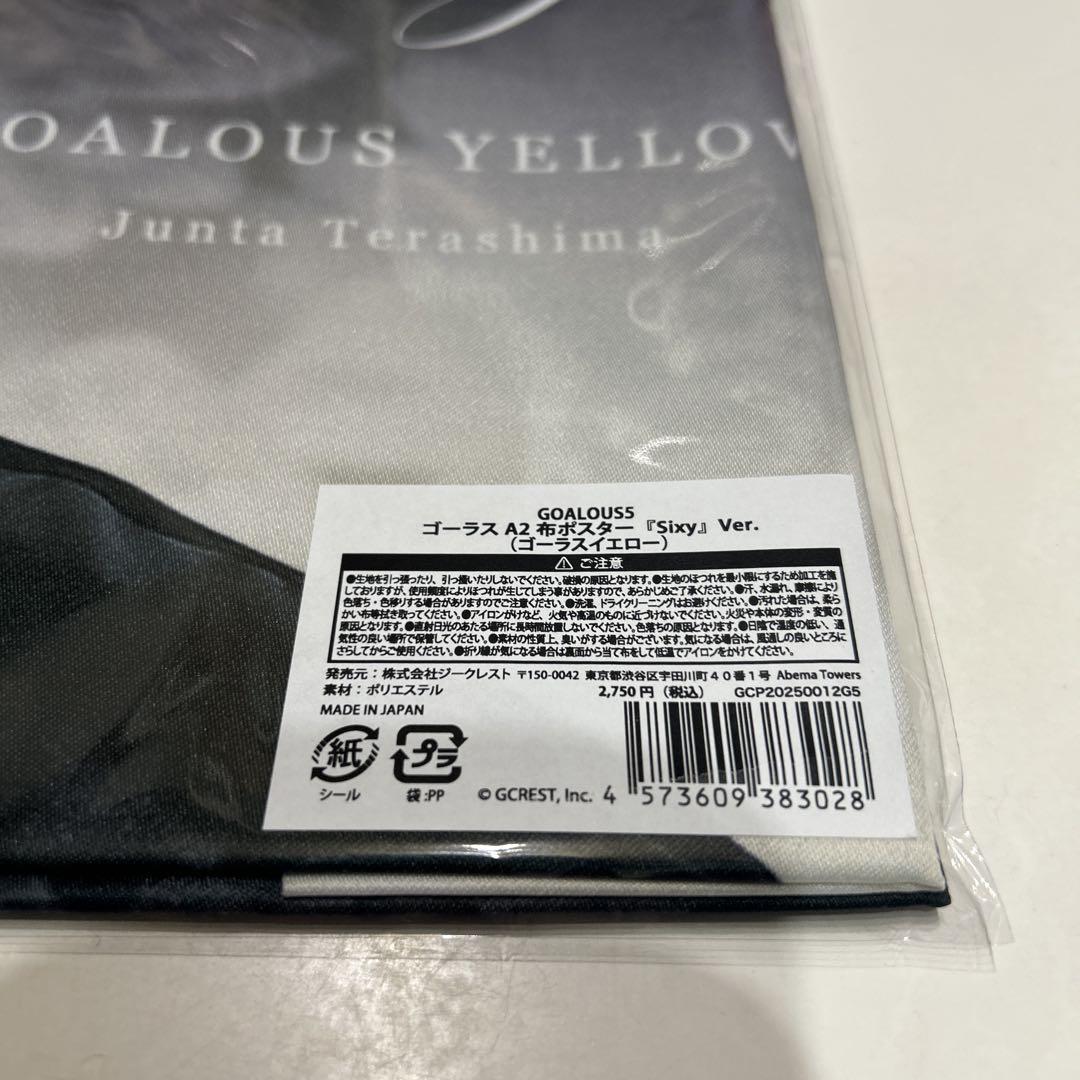 OALOUS YELLOW
Junta Terashima
GOALOUS5
ゴーラス A2 布ポスター『Sixy』Ver.
（ゴーラスイエロー）
⚠ ご注意
●生地を引っ張ったり、引っ掻いたりしないでください。破損の原因となります。●生地のほつれを最小限にするため加工を施
しておりますが、使用頻度によりほつれが生じてしまう事がありますので、あらかじめご了承ください。●汗、水濡れ、摩擦により
色落ち・色移りする場合がありますのでご注意ください。●洗濯、ドライクリーニングはお避けください。●汚れた場合は、柔ら
かい布等拭き取ってください。●アイロンがけなど、火気や高温のものに近づけないでください。火災や本体の変形・変質の
原因となります。●直射日光のあたる場所に長時間放置しないでください。色落ちの原因となります。●日陰で温度の低い、通
気性の良い場所で保管してください。●素材の性質上、臭いがする場合がございます。気になる場合は、風通しの良いところに
さらしてからご使用ください。●折り線が気になる場合は裏面から当て布をして低温でアイロンをかけてください。
発売元：株式会社ジークレスト 〒150-0042 東京都渋谷区宇田川町４０番１号 Abema Towers
素材：ポリエステル 2,750円（税込） GCP20250012G5
MADE IN JAPAN
紙 プラ
シール 袋:PP © GCREST, Inc. 4 573609 383028